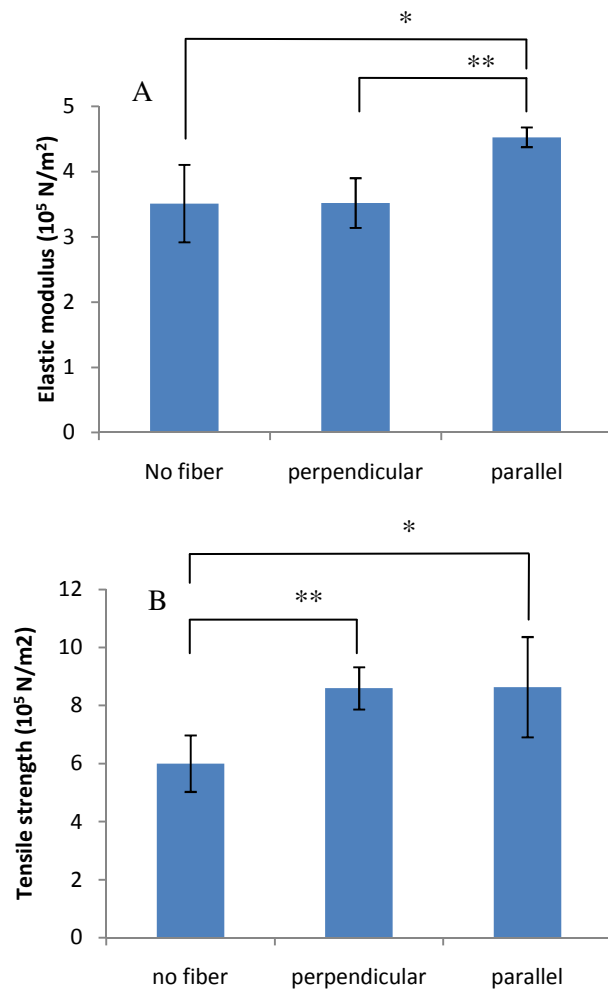 *
**
A
5
4
3
2
1
0
Elastic modulus (10⁵ N/m²)
No fiber perpendicular parallel
*
**
B
12
10
8
6
4
2
0
Tensile strength (10⁵ N/m2)
no fiber perpendicular parallel